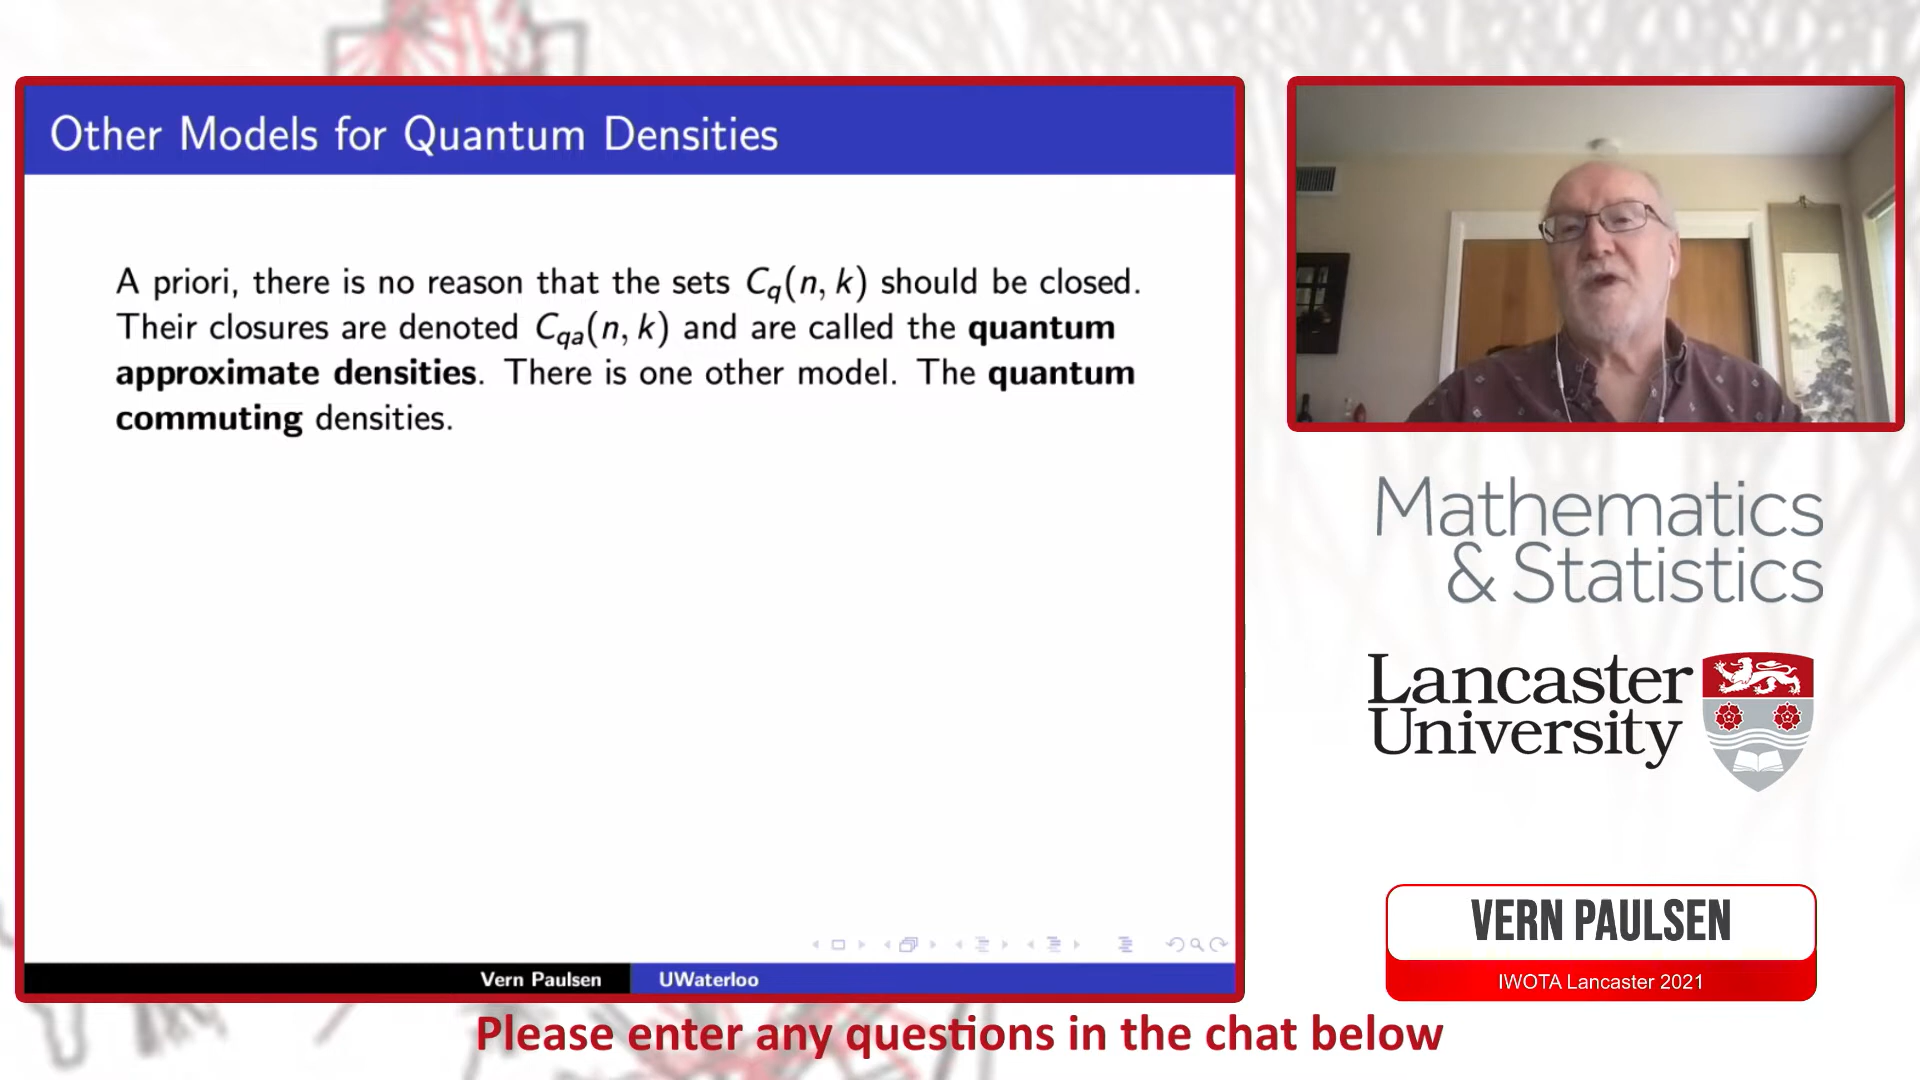 Other Models for Quantum Densities
A priori, there is no reason that the sets C_q(n, k) should be closed.
Their closures are denoted C_qa(n, k) and are called the quantum
approximate densities. There is one other model. The quantum
commuting densities.
Vern Paulsen UWaterloo
Mathematics
& Statistics
Lancaster
University
VERN PAULSEN
IWOTA Lancaster 2021
Please enter any questions in the chat below